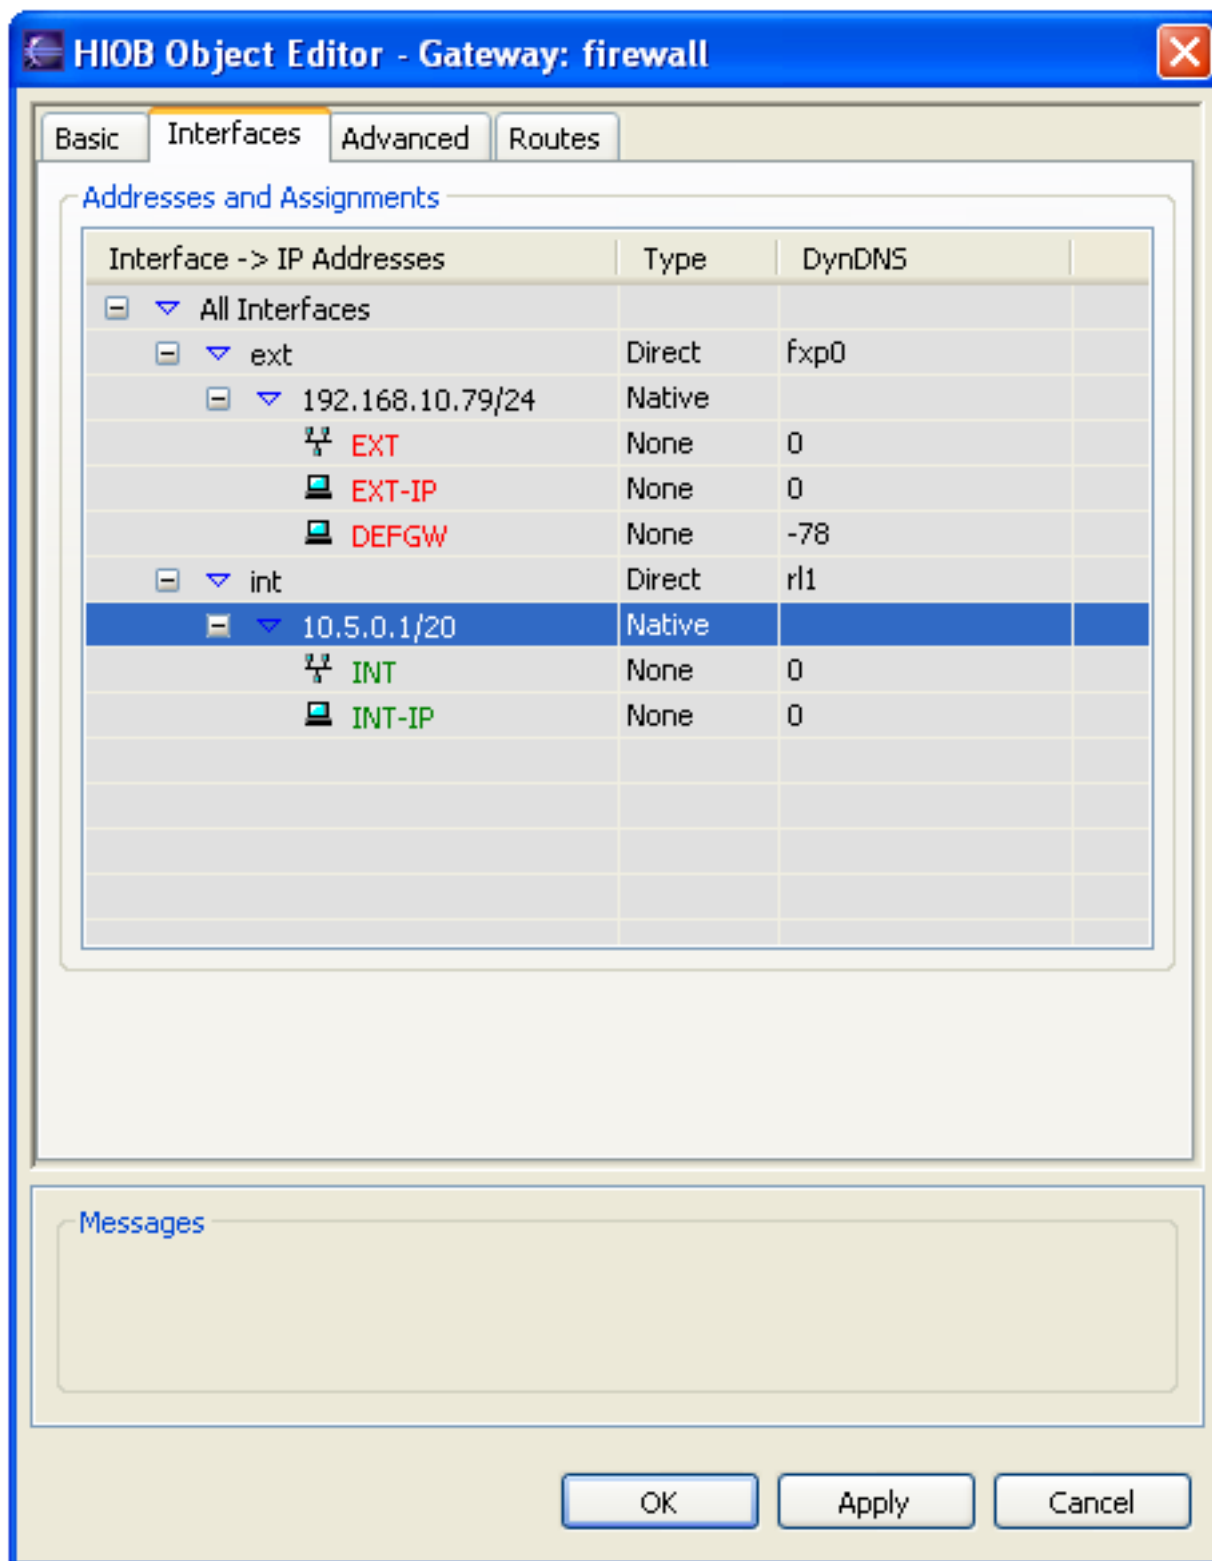 HIOB Object Editor - Gateway: firewall
Basic Interfaces Advanced Routes
Addresses and Assignments
Interface -> IP Addresses Type DynDNS
All Interfaces
ext Direct fxp0
192.168.10.79/24 Native
EXT None 0
EXT-IP None 0
DEFGW None -78
int Direct rl1
10.5.0.1/20 Native
INT None 0
INT-IP None 0
Messages
OK Apply Cancel